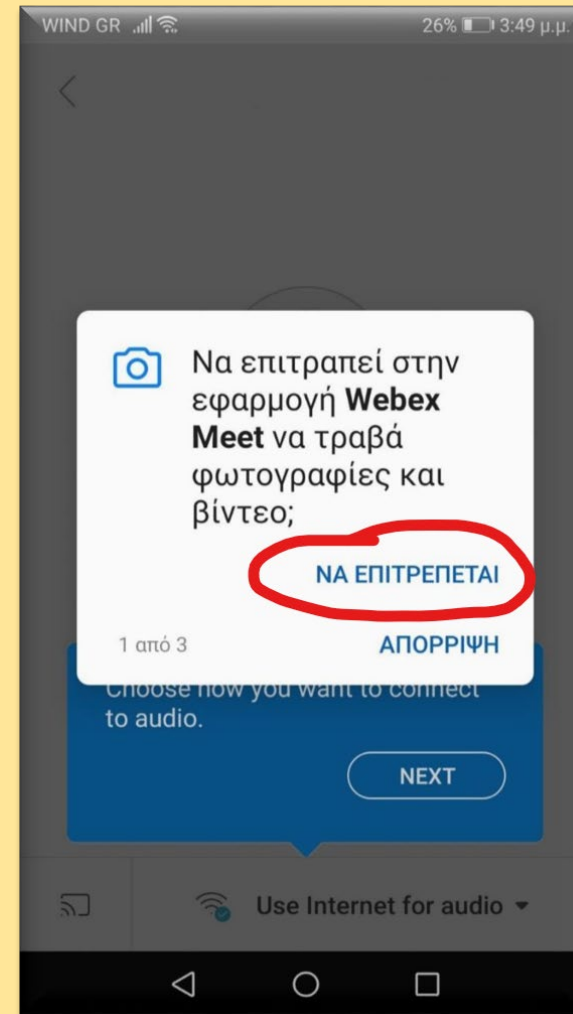 WIND GR 26% 3:49 μ.μ.
Να επιτραπεί στην
εφαρμογή Webex
Meet να τραβά
φωτογραφίες και
βίντεο;
ΝΑ ΕΠΙΤΡΕΠΕΤΑΙ
1 από 3 ΑΠΟΡΡΙΨΗ
Choose how you want to connect
to audio.
NEXT
Use Internet for audio